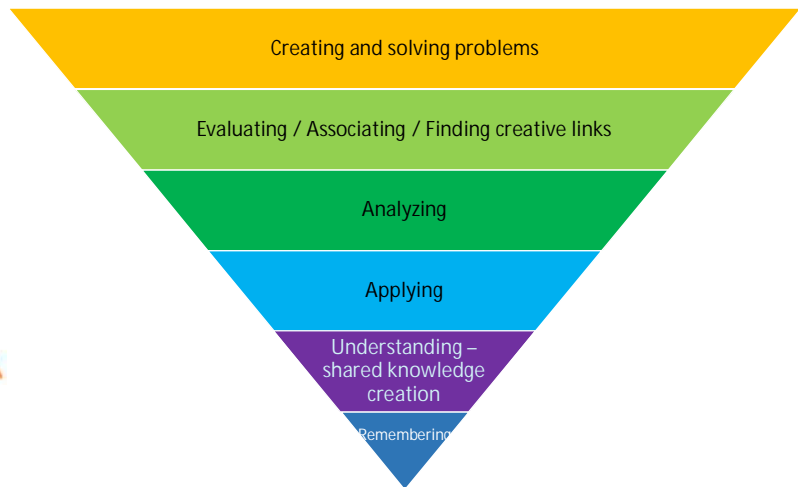 Creating and solving problems
Evaluating / Associating / Finding creative links
Analyzing
Applying
Understanding –
shared knowledge
creation
Remembering